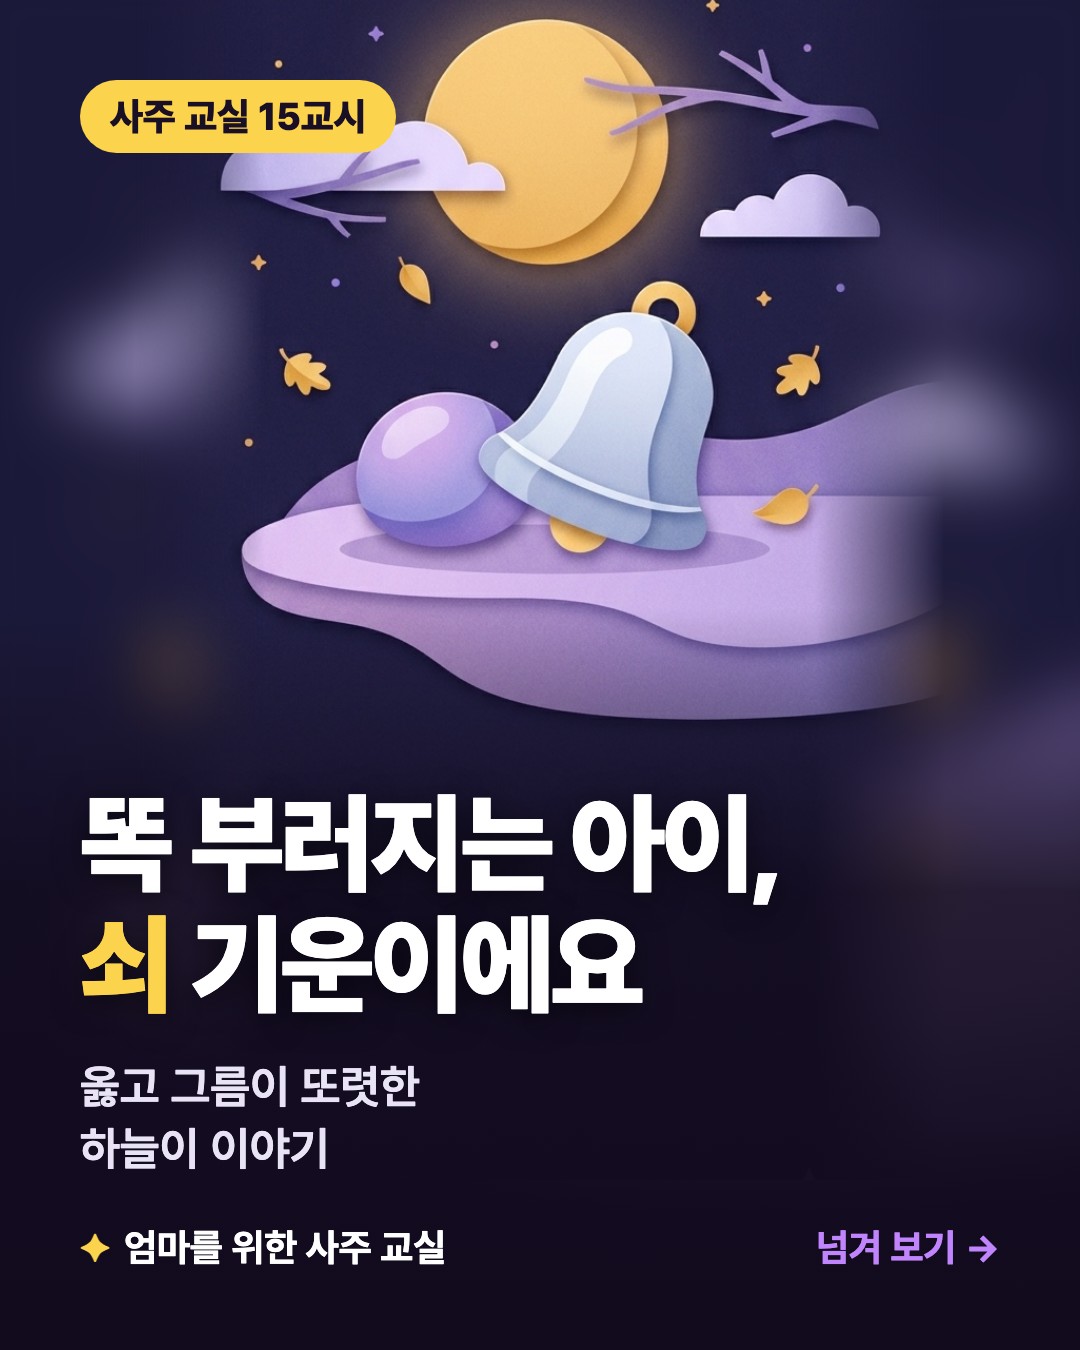 사주 교실 15교시
똑 부러지는 아이,
쇠 기운이에요
옳고 그름이 또렷한
하늘이 이야기
엄마를 위한 사주 교실
넘겨 보기 →